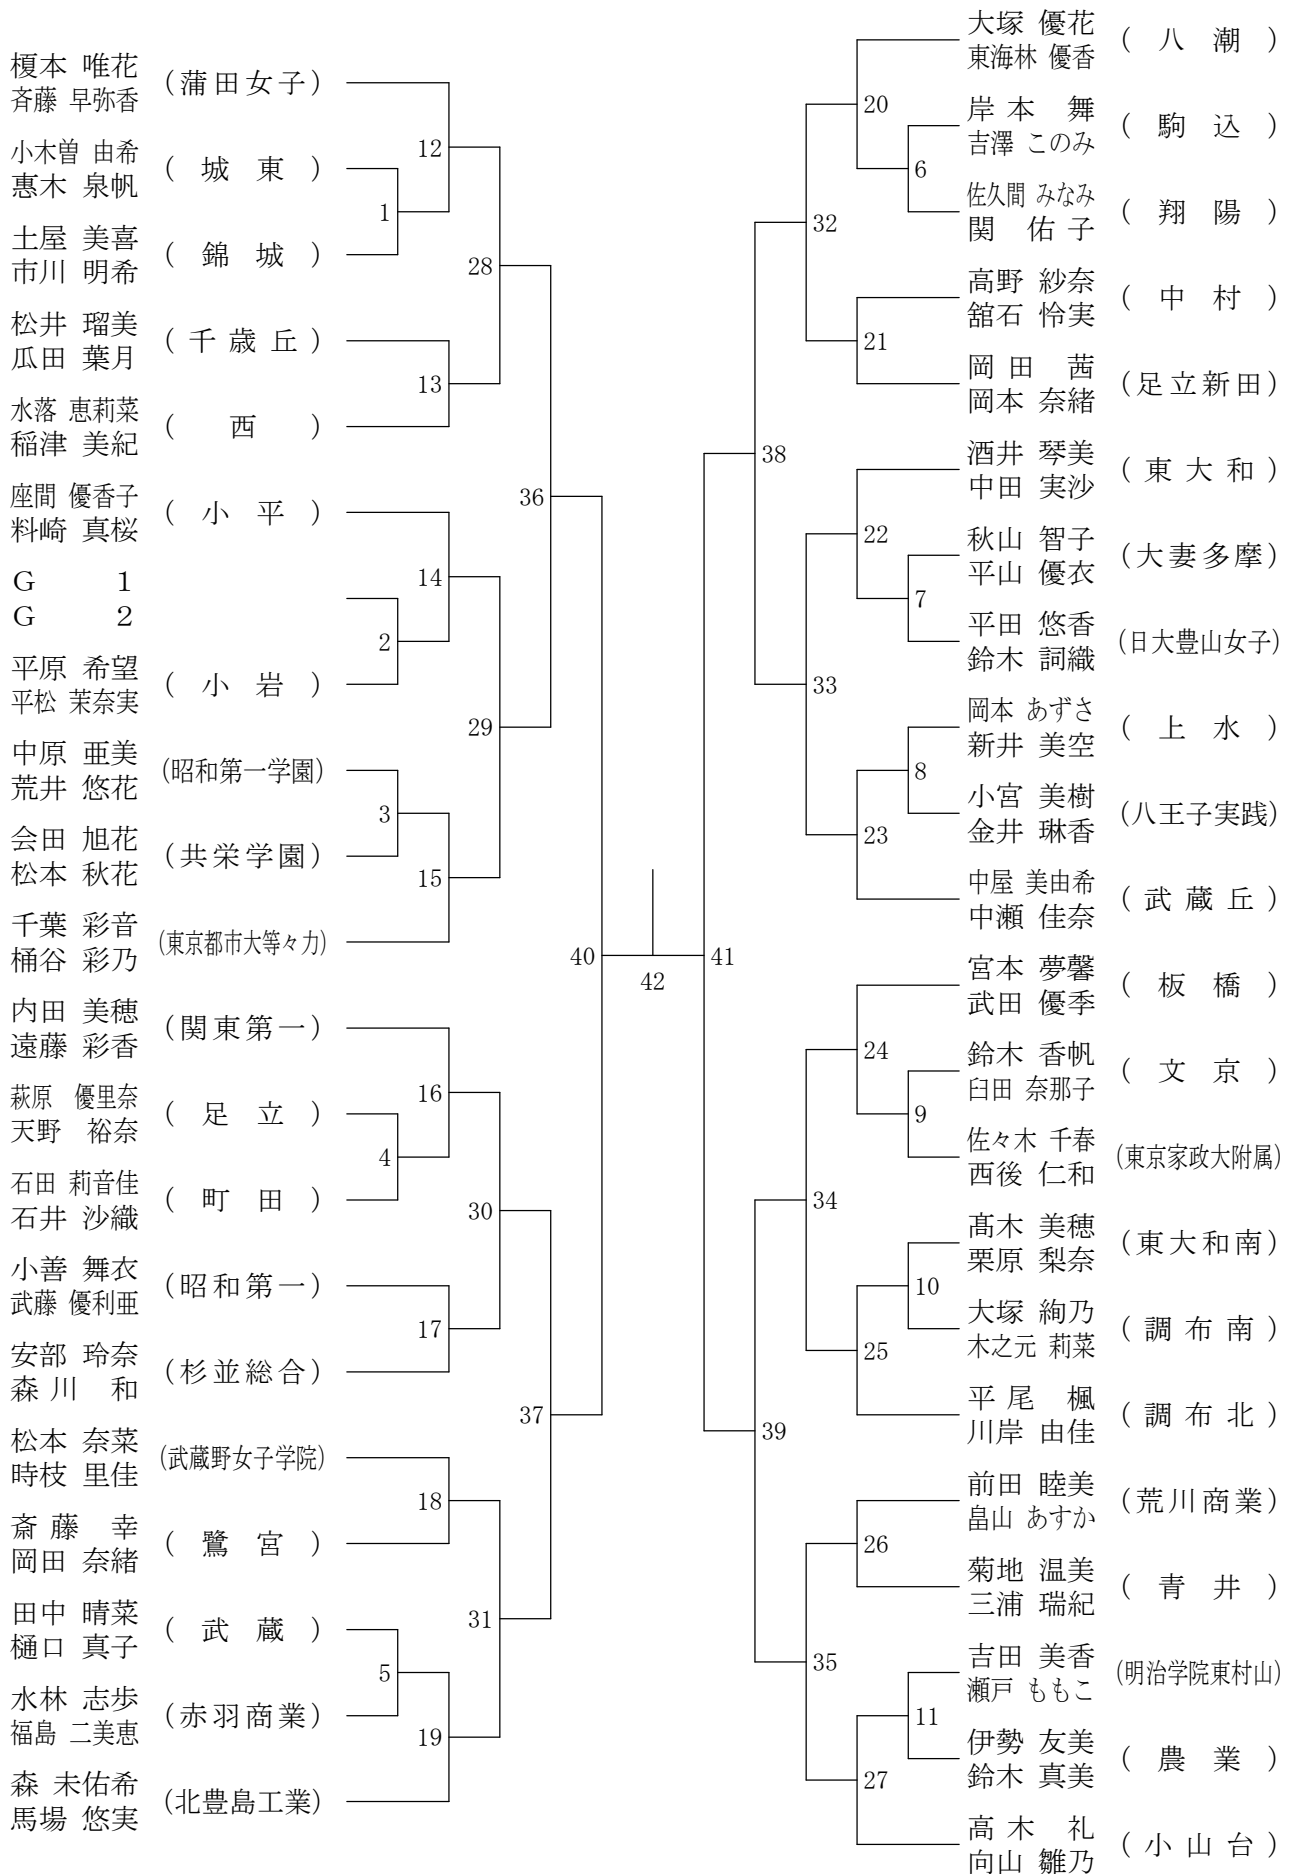 榎本 唯花
斉藤 早弥香
(蒲田女子)
小木曽 由希
惠木 泉帆
(城東)
土屋 美喜
市川 明希
(錦城)
松井 瑠美
瓜田 葉月
(千歳丘)
水落 恵莉菜
稲津 美紀
(西)
座間 優香子
料崎 真桜
(小平)
G 1
G 2
平原 希望
平松 茉奈実
(小岩)
中原 亜美
荒井 悠花
(昭和第一学園)
会田 旭花
松本 秋花
(共栄学園)
千葉 彩音
桶谷 彩乃
(東京都市大等々力)
内田 美穂
遠藤 彩香
(関東第一)
萩原 優里奈
天野 裕奈
(足立)
石田 莉音佳
石井 沙織
(町田)
小善 舞衣
武藤 優利亜
(昭和第一)
安部 玲奈
森川 和
(杉並総合)
松本 奈菜
時枝 里佳
(武蔵野女子学院)
斎藤 幸
岡田 奈緒
(鷺宮)
田中 晴菜
樋口 真子
(武蔵)
水林 志歩
福島 二美恵
(赤羽商業)
森 未佑希
馬場 悠実
(北豊島工業)
1
2
3
4
5
12
13
14
15
16
17
18
19
28
29
30
31
36
37
40
42
41
38
39
32
33
34
35
20
21
22
23
24
25
26
27
6
7
8
9
10
11
大塚 優花
東海林 優香
(八潮)
岸本 舞
吉澤 このみ
(駒込)
佐久間 みなみ
関 佑子
(翔陽)
高野 紗奈
舘石 怜実
(中村)
岡田 茜
岡本 奈緒
(足立新田)
酒井 琴美
中田 実沙
(東大和)
秋山 智子
平山 優衣
(大妻多摩)
平田 悠香
鈴木 詞織
(日大豊山女子)
岡本 あずさ
新井 美空
(上水)
小宮 美樹
金井 琳香
(八王子実践)
中屋 美由希
中瀬 佳奈
(武蔵丘)
宮本 夢馨
武田 優季
(板橋)
鈴木 香帆
臼田 奈那子
(文京)
佐々木 千春
西後 仁和
(東京家政大附属)
髙木 美穂
栗原 梨奈
(東大和南)
大塚 絢乃
木之元 莉菜
(調布南)
平尾 楓
川岸 由佳
(調布北)
前田 睦美
畠山 あすか
(荒川商業)
菊地 温美
三浦 瑞紀
(青井)
吉田 美香
瀬戸 ももこ
(明治学院東村山)
伊勢 友美
鈴木 真美
(農業)
高木 礼
向山 雛乃
(小山台)